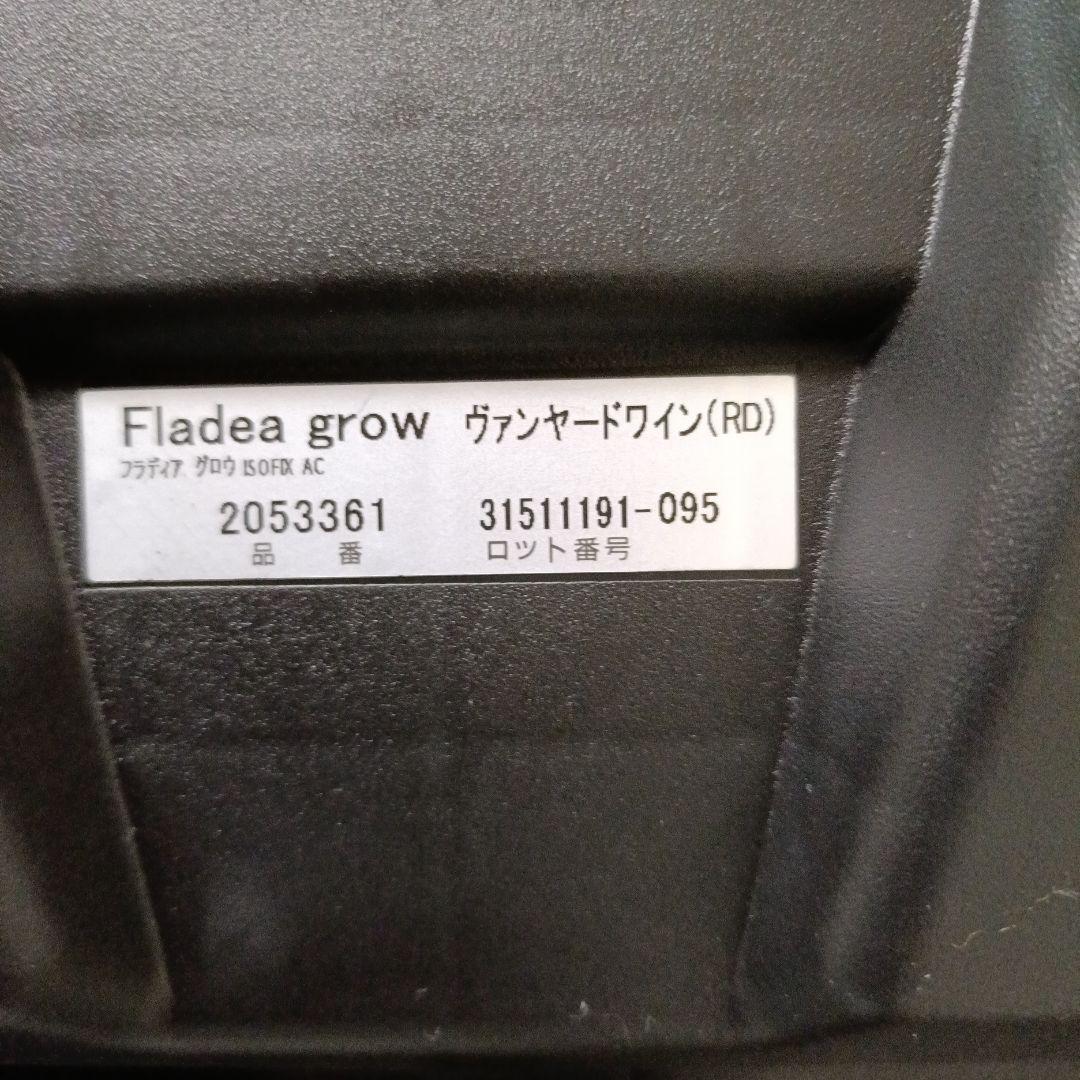 Fladea grow ヴァンヤードワイン(RD)
フラディア グロウ ISOFIX AC
2053361 31511191-095
品番 ロット番号